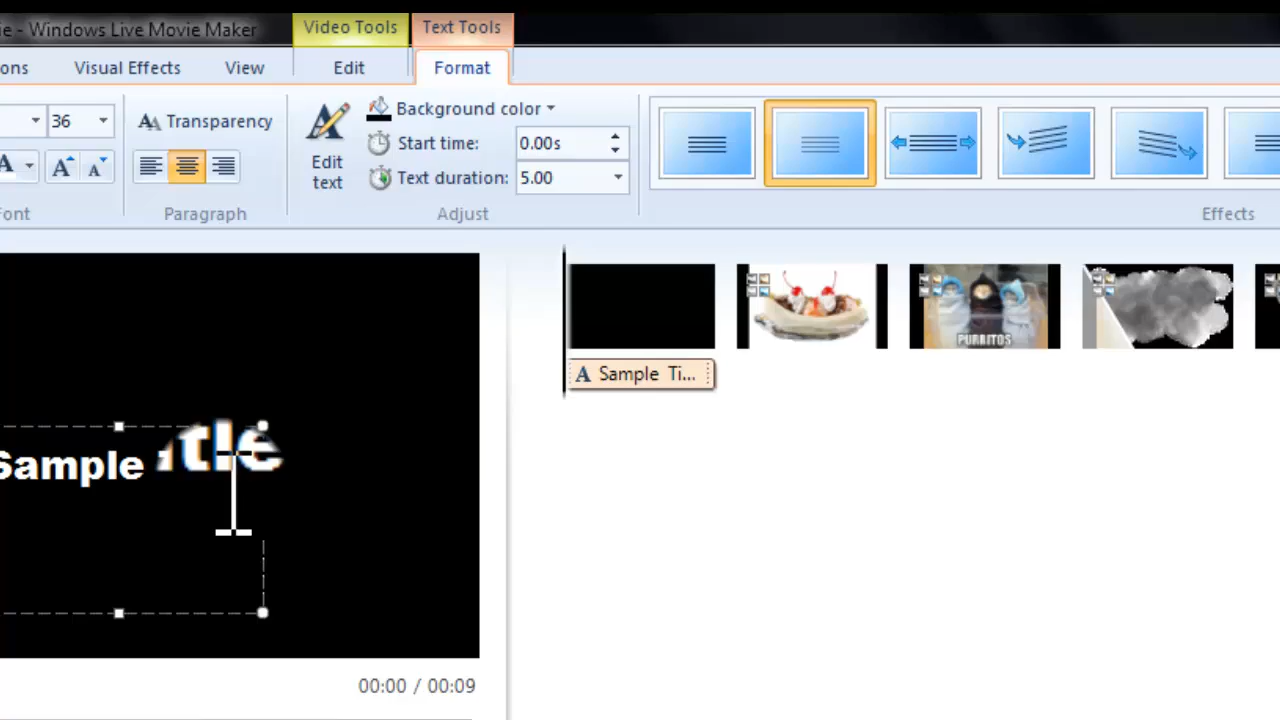 ie - Windows Live Movie Maker
Video Tools
Text Tools
ons
Visual Effects
View
Edit
Format
36
Transparency
Edit text
Background color
Start time:
0.00s
Text duration:
5.00
Font
Paragraph
Adjust
Effects
PURRITOS
A Sample Ti...
Sample itle
00:00 / 00:09